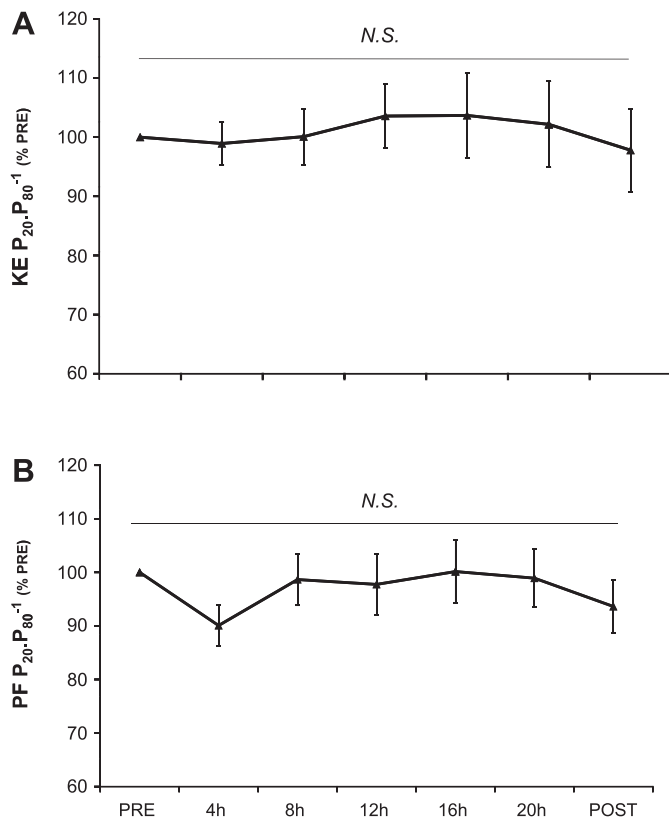 A
N.S.
KE P₂₀.P₈₀⁻¹ (% PRE)
120
110
100
90
80
70
60
B
N.S.
PF P₂₀.P₈₀⁻¹ (% PRE)
120
110
100
90
80
70
60
PRE 4h 8h 12h 16h 20h POST